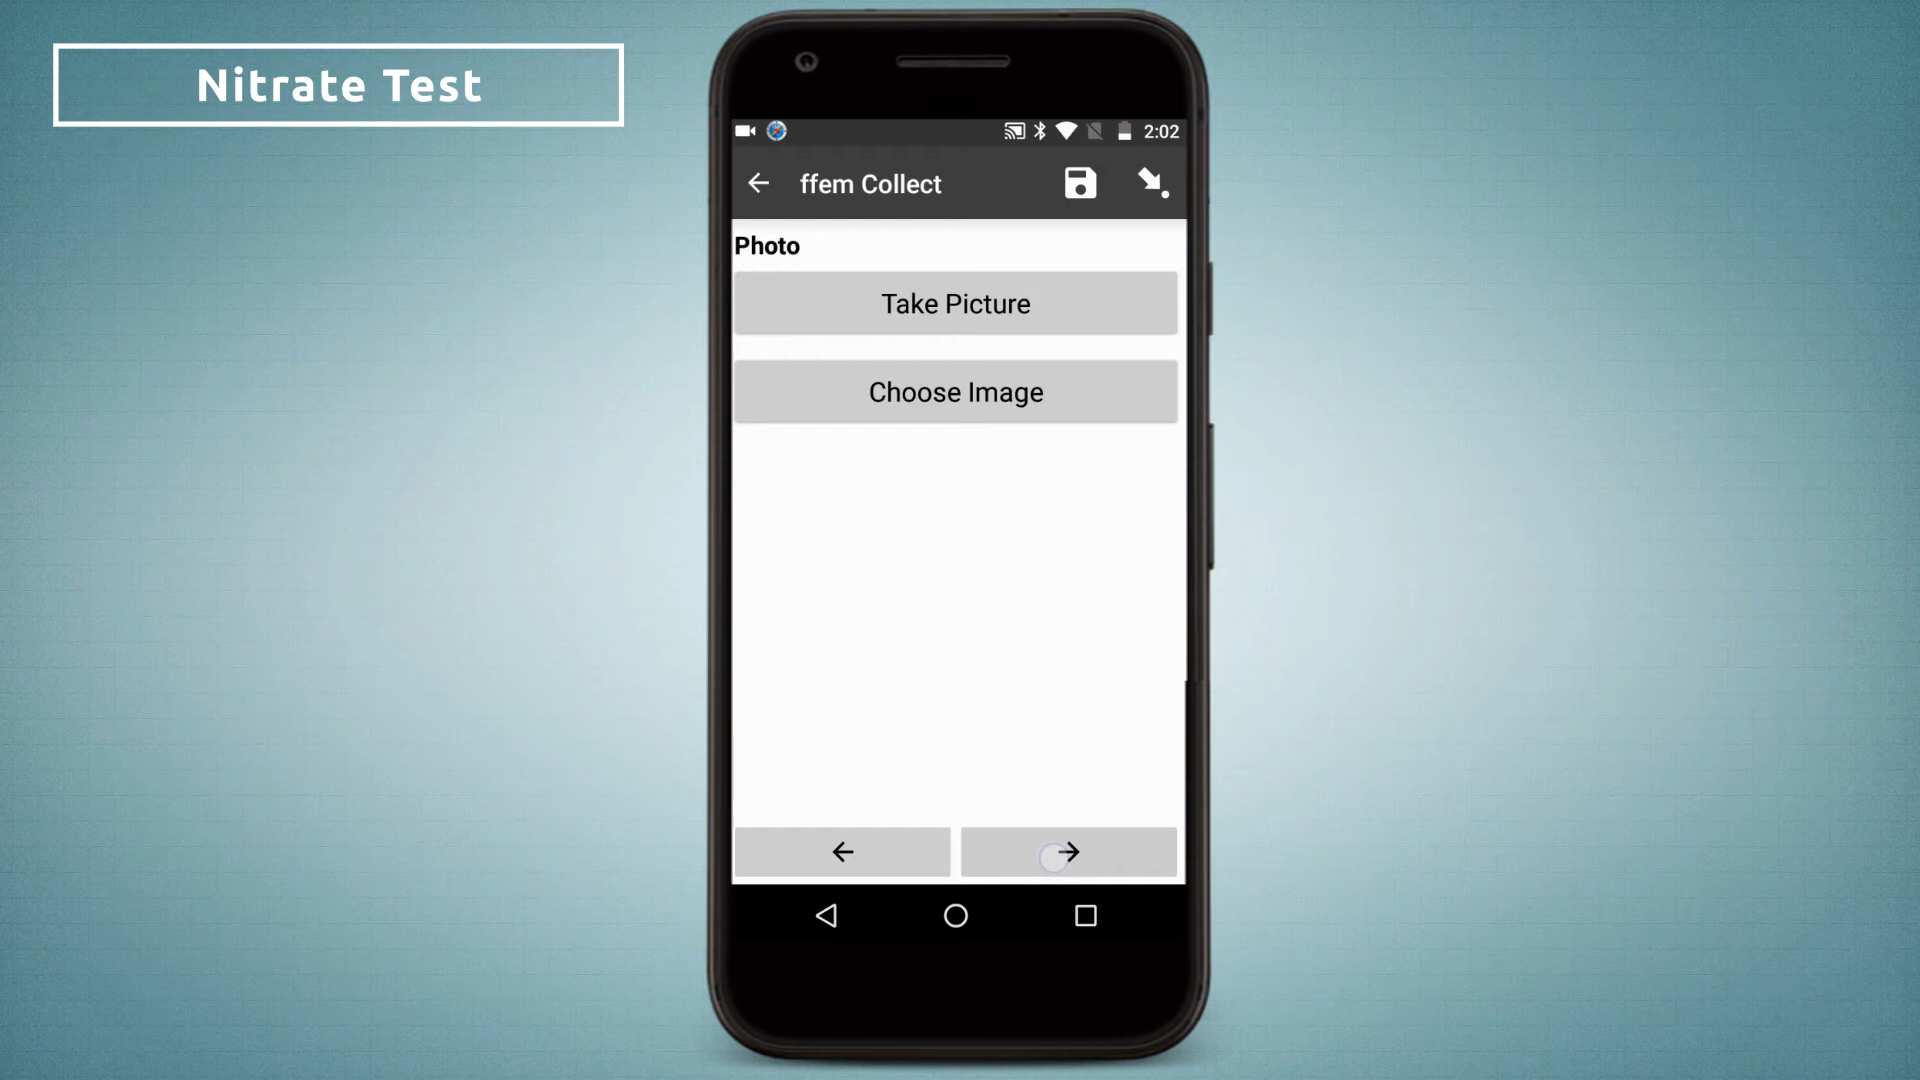 Nitrate Test
2:02
ffem Collect
Photo
Take Picture
Choose Image